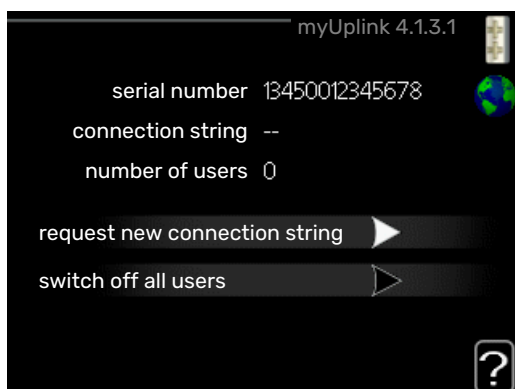 myUplink 4.1.3.1
serial number 13450012345678
connection string --
number of users 0
request new connection string
switch off all users
?